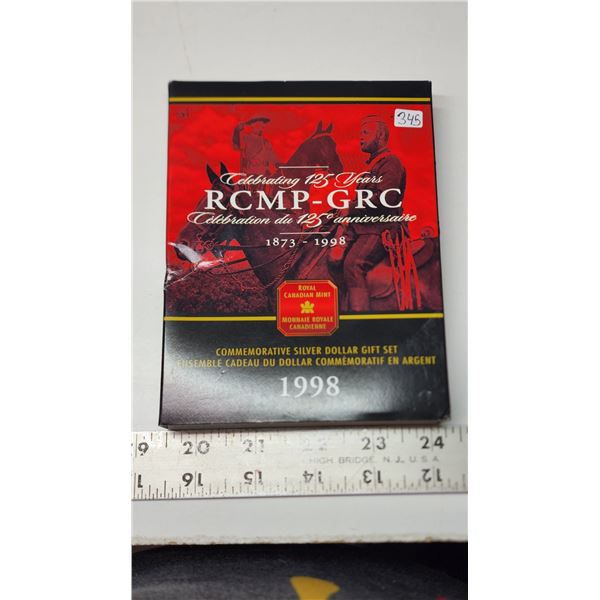 345
Celebrating 125 Years
RCMP-GRC
Célébration du 125e anniversaire
1873 - 1998
ROYAL
CANADIAN MINT
MONNAIE ROYALE
CANADIENNE
COMMEMORATIVE SILVER DOLLAR GIFT SET
ENSEMBLE CADEAU DU DOLLAR COMMÉMORATIF EN ARGENT
1998
19 20 21 22 23 24
HIGH BRIDGE, N.J., U.S.A.
16 15 14 13 12